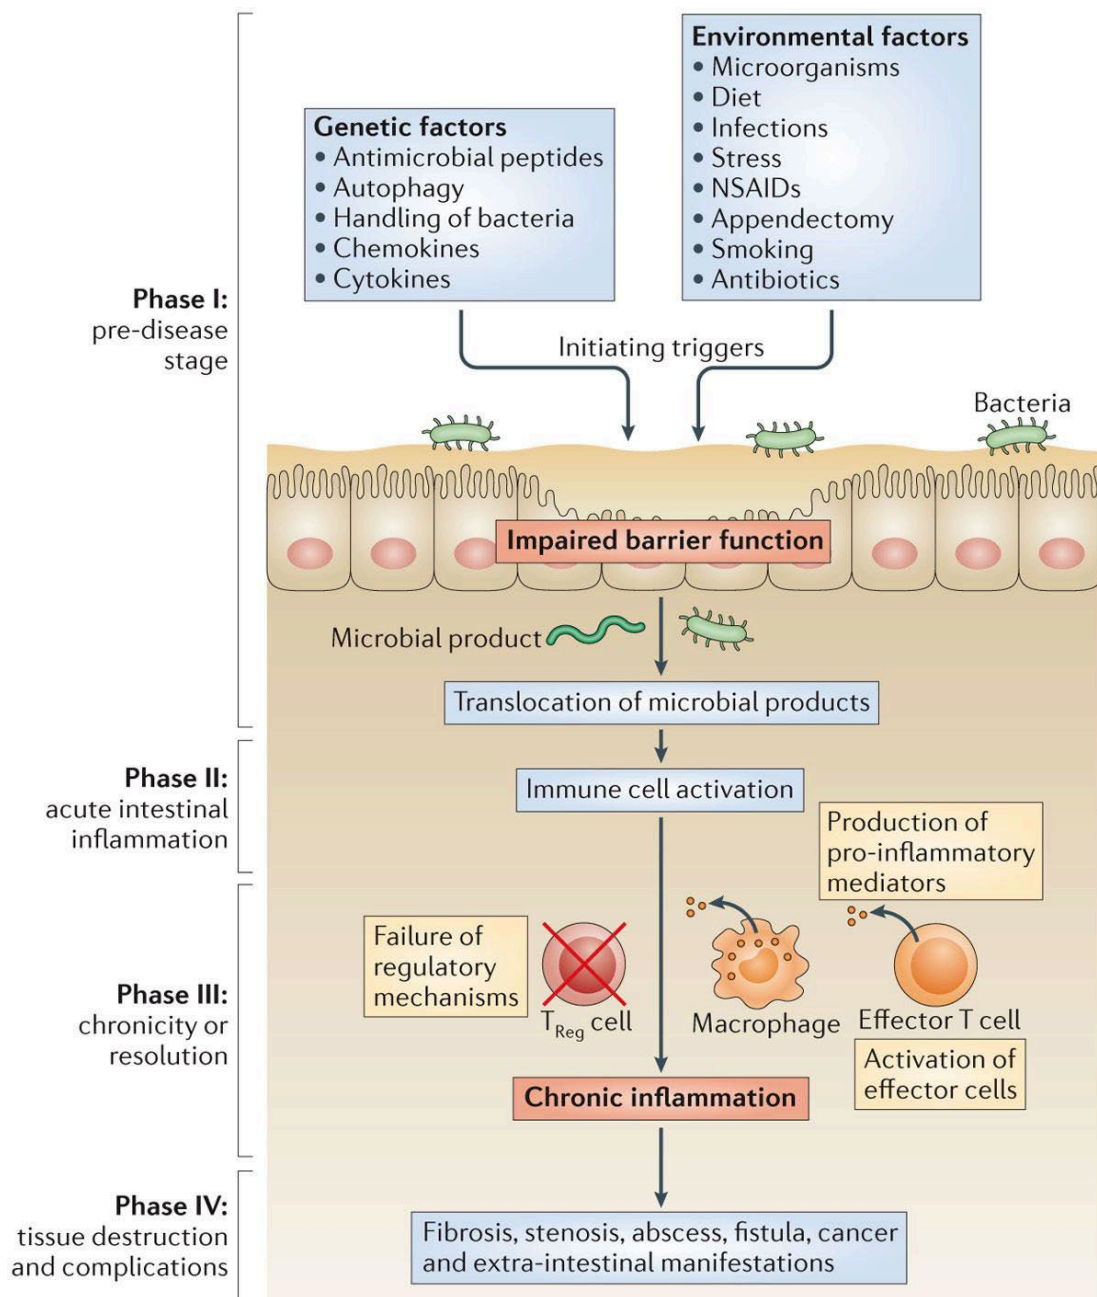 Environmental factors
• Microorganisms
• Diet
• Infections
• Stress
• NSAIDs
• Appendectomy
• Smoking
• Antibiotics
Genetic factors
• Antimicrobial peptides
• Autophagy
• Handling of bacteria
• Chemokines
• Cytokines
Phase I:
pre-disease
stage
Initiating triggers
Bacteria
Impaired barrier function
Microbial product
Translocation of microbial products
Phase II:
acute intestinal
inflammation
Immune cell activation
Production of
pro-inflammatory
mediators
Phase III:
chronicity or
resolution
Failure of
regulatory
mechanisms
TReg cell
Macrophage
Effector T cell
Activation of
effector cells
Chronic inflammation
Phase IV:
tissue destruction
and complications
Fibrosis, stenosis, abscess, fistula, cancer
and extra-intestinal manifestations